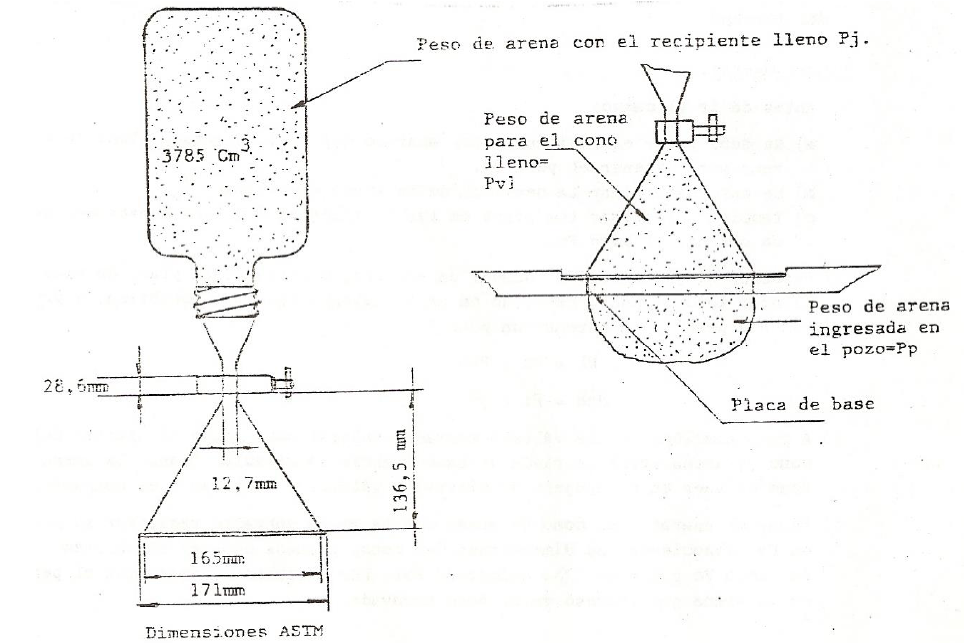 Peso de arena con el recipiente lleno Pj.
3785 Cm3
Peso de arena
para el cono
lleno=
Pvl
Peso de arena
ingresada en
el pozo=Pp
Placa de base
28,6mm
12,7mm
136,5 mm
165mm
171mm
Dimensiones ASTM